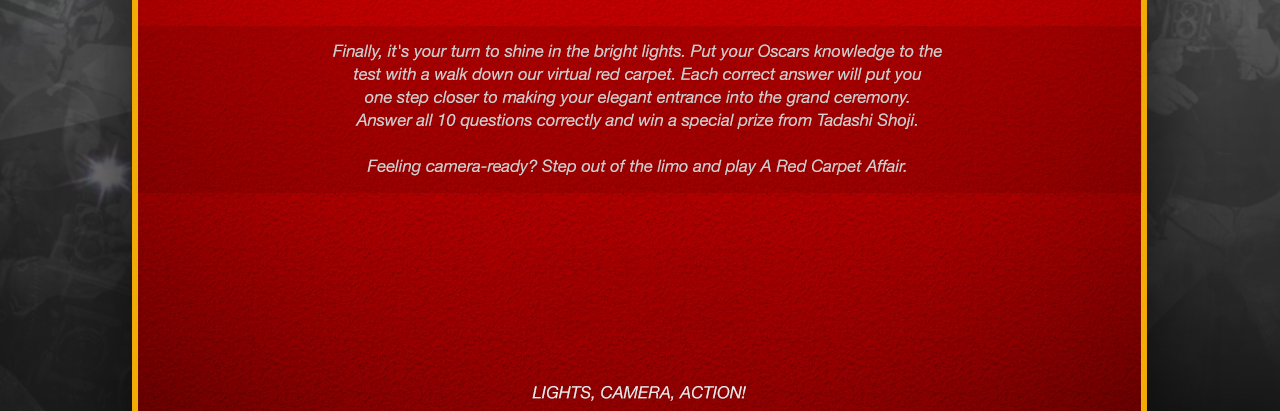 Finally, it's your turn to shine in the bright lights. Put your Oscars knowledge to the
test with a walk down our virtual red carpet. Each correct answer will put you
one step closer to making your elegant entrance into the grand ceremony.
Answer all 10 questions correctly and win a special prize from Tadashi Shoji.
Feeling camera-ready? Step out of the limo and play A Red Carpet Affair.
LIGHTS, CAMERA, ACTION!